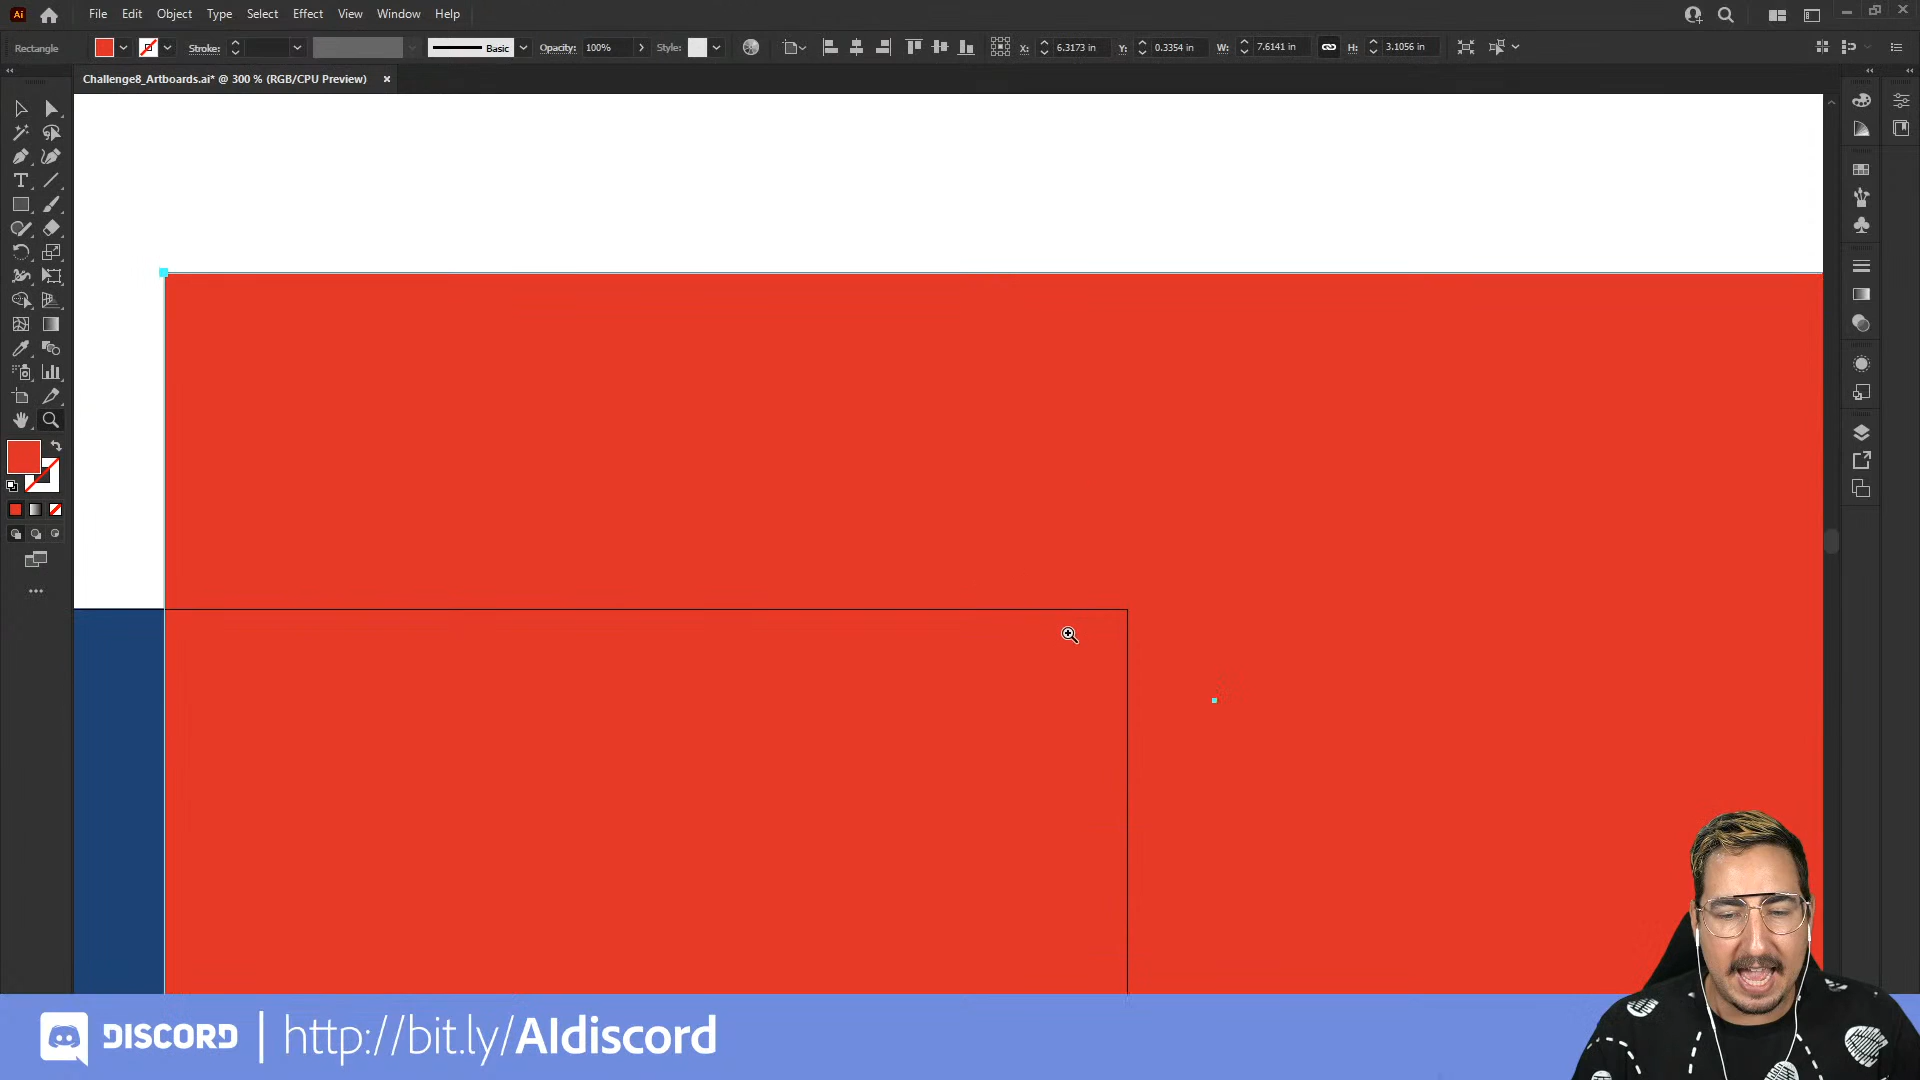 Ai File Edit Object Type Select Effect View Window Help
Rectangle Stroke: Basic Opacity: 100% Style: X: 6.3173 in Y: 0.3354 in W: 7.6141 in H: 3.1056 in
Challenge8_Artboards.ai* @ 300 % (RGB/CPU Preview) ×
DISCORD | http://bit.ly/AIdiscord